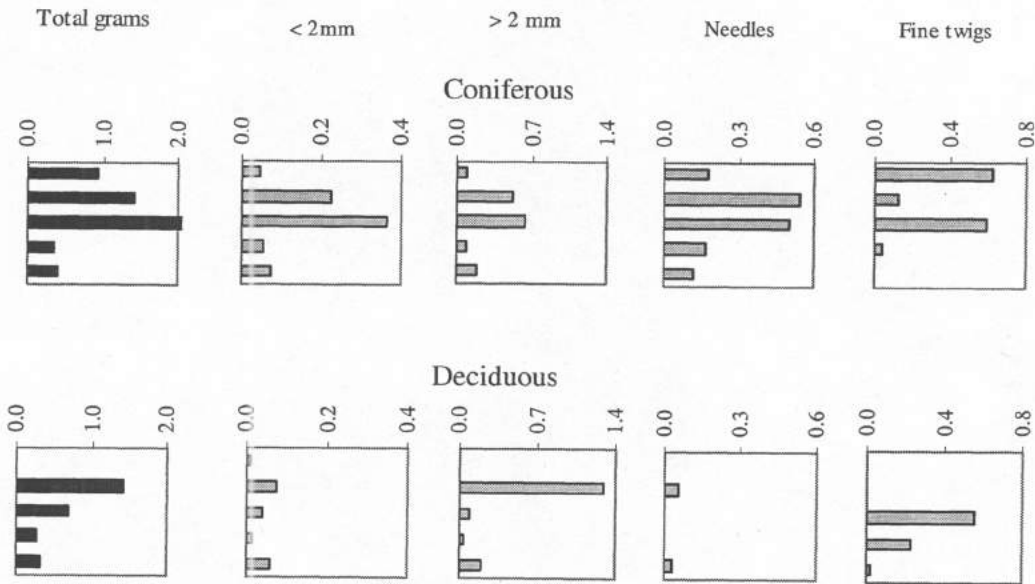 Total grams
< 2mm
> 2 mm
Needles
Fine twigs
Coniferous
0.0 1.0 2.0
0.0 0.2 0.4
0.0 0.7 1.4
0.0 0.3 0.6
0.0 0.4 0.8
Deciduous
0.0 1.0 2.0
0.0 0.2 0.4
0.0 0.7 1.4
0.0 0.3 0.6
0.0 0.4 0.8